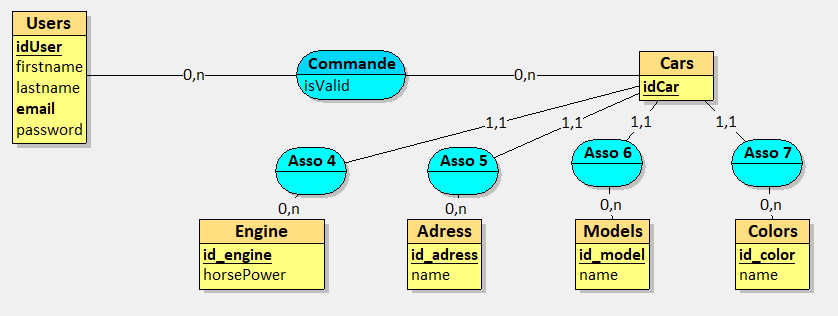 Users
idUser
firstname
lastname
email
password
0,n
Commande
isValid
0,n
Cars
idCar
1,1
1,1
1,1
1,1
Asso 4
Asso 5
Asso 6
Asso 7
0,n
0,n
0,n
0,n
Engine
id_engine
horsePower
Adress
id_adress
name
Models
id_model
name
Colors
id_color
name